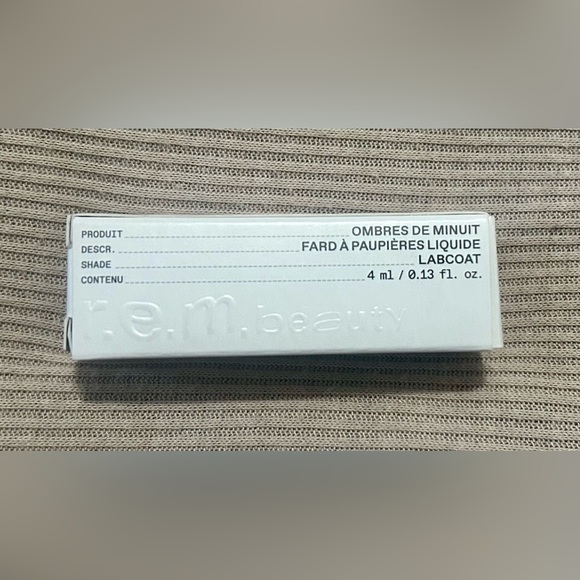 PRODUIT OMBRES DE MINUIT
DESCR. FARD À PAUPIÈRES LIQUIDE
SHADE LABCOAT
CONTENU 4 ml / 0.13 fl. oz.
r.e.m.beauty